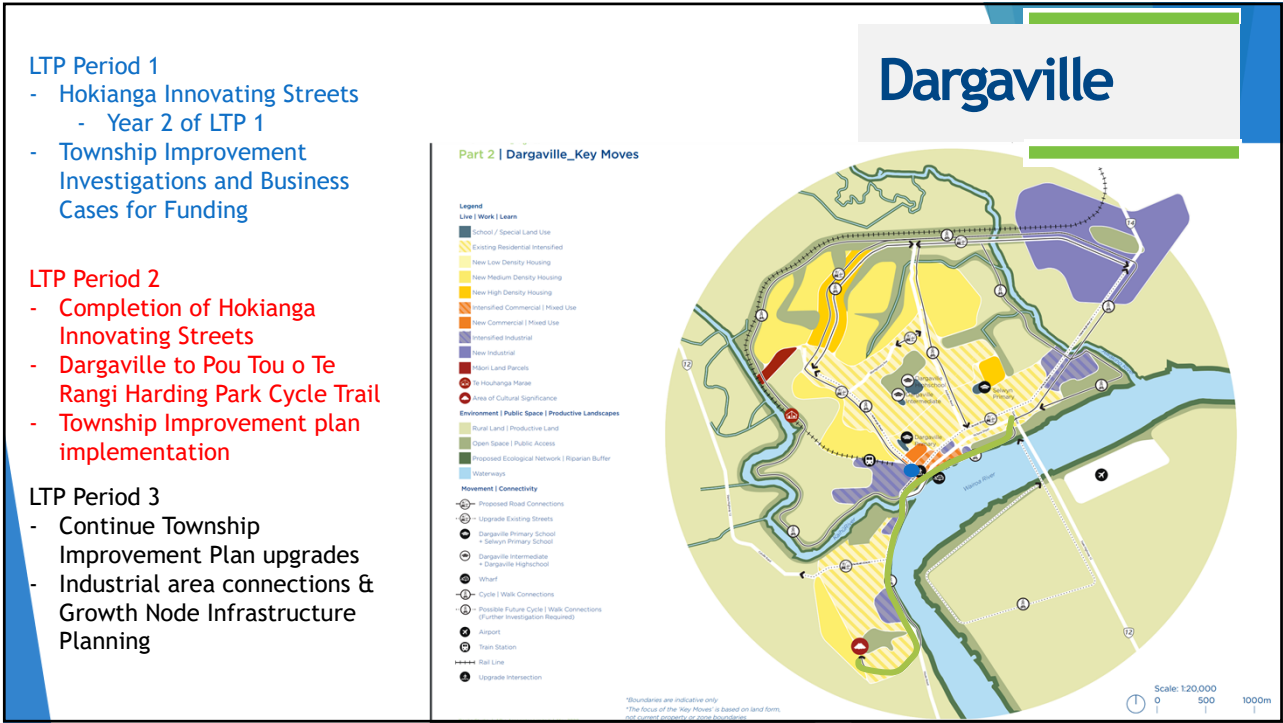 Dargaville
LTP Period 1
- Hokianga Innovating Streets
- Year 2 of LTP 1
- Township Improvement
Investigations and Business
Cases for Funding
LTP Period 2
- Completion of Hokianga
Innovating Streets
- Dargaville to Pou Tou o Te
Rangi Harding Park Cycle Trail
- Township Improvement plan
implementation
LTP Period 3
- Continue Township
Improvement Plan upgrades
- Industrial area connections &
Growth Node Infrastructure
Planning
Part 2 | Dargaville_Key Moves
Legend
Live | Work | Learn
School / Special Land Use
Existing Residential Intensified
New Low Density Housing
New Medium Density Housing
New High Density Housing
Intensified Commercial | Mixed Use
New Commercial | Mixed Use
Intensified Industrial
New Industrial
Māori Land Parcels
Te Houhanga Marae
Area of Cultural Significance
Environment | Public Space | Productive Landscapes
Rural Land | Productive Land
Open Space | Public Access
Proposed Ecological Network | Riparian Buffer
Waterways
Movement | Connectivity
Proposed Road Connections
Upgrade Existing Streets
Dargaville Primary School
+ Selwyn Primary School
Dargaville Intermediate
+ Dargaville Highschool
Wharf
Cycle | Walk Connections
Possible Future Cycle | Walk Connections
(Further Investigation Required)
Airport
Train Station
Rail Line
Upgrade Intersection
14
12
Dargaville
Highschool
Dargaville
Intermediate
Selwyn
Primary
Dargaville
Primary
Wairoa River
12
*Boundaries are indicative only
*The focus of the 'Key Moves' is based on land form,
not current property or zone boundaries
Scale: 1:20,000
0 500 1000m